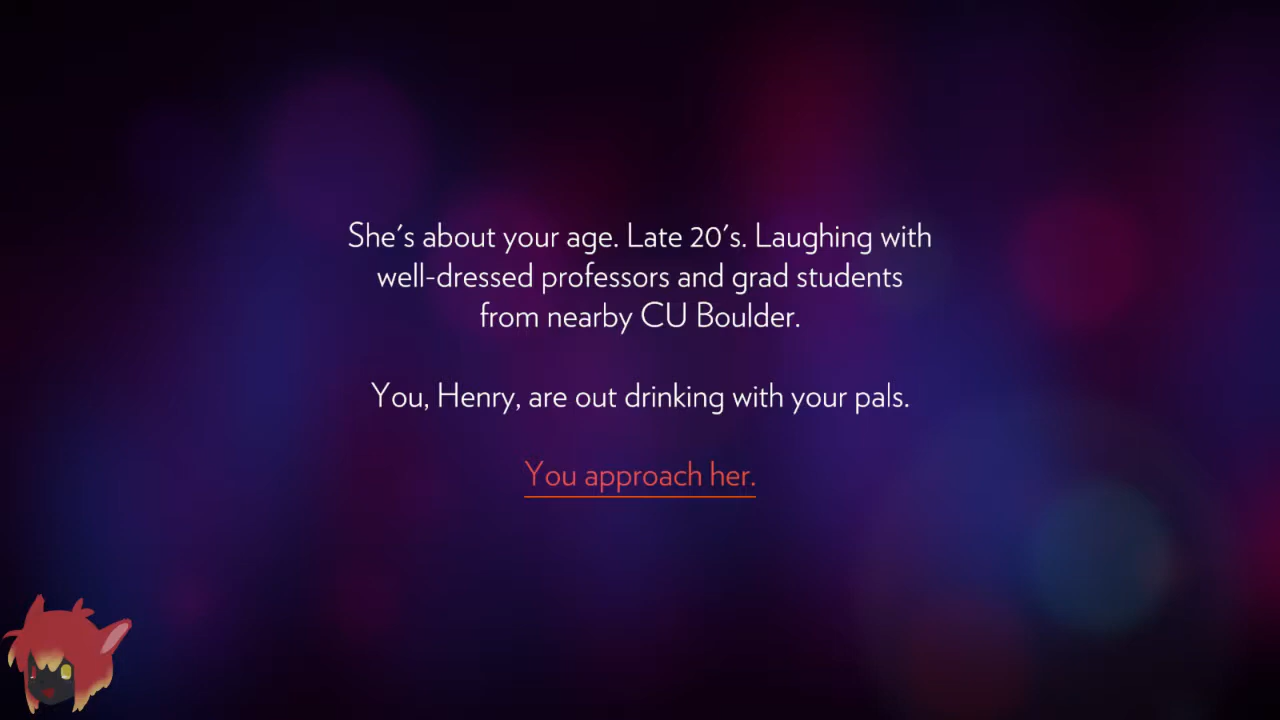 She's about your age. Late 20's. Laughing with
well-dressed professors and grad students
from nearby CU Boulder.
You, Henry, are out drinking with your pals.
You approach her.